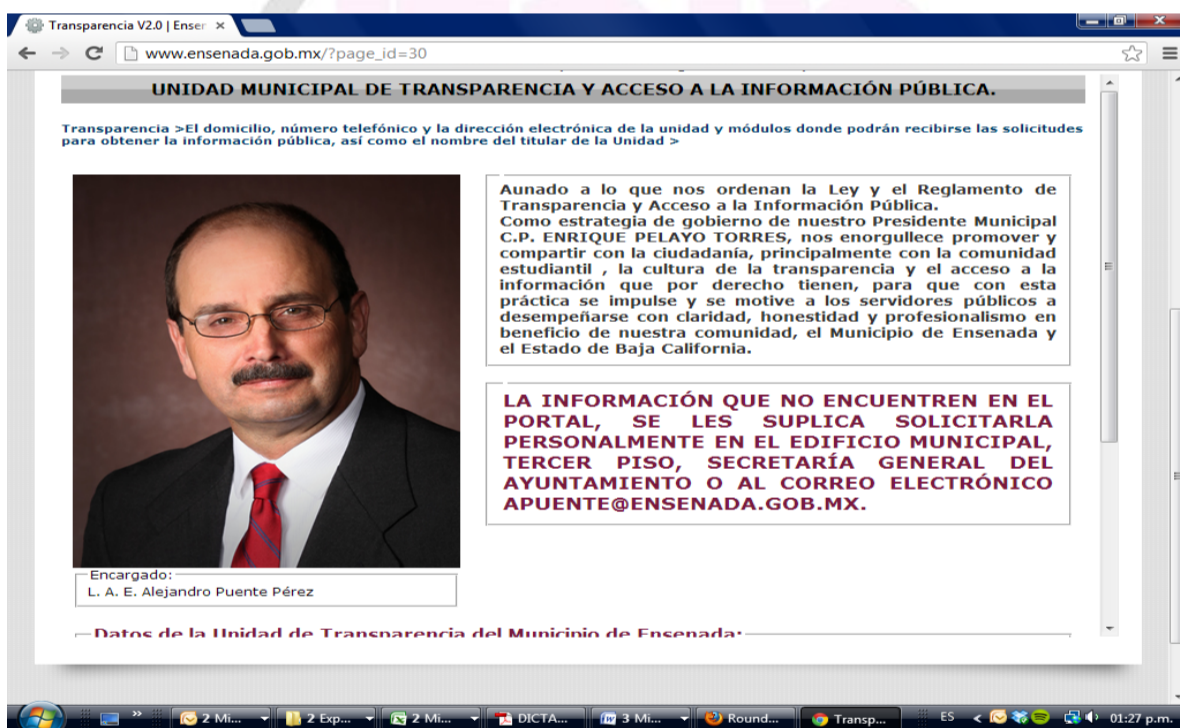 Transparencia V2.0 | Enser
www.ensenada.gob.mx/?page_id=30
UNIDAD MUNICIPAL DE TRANSPARENCIA Y ACCESO A LA INFORMACIÓN PÚBLICA.
Transparencia >El domicilio, número telefónico y la dirección electrónica de la unidad y módulos donde podrán recibirse las solicitudes
para obtener la información pública, así como el nombre del titular de la Unidad >
Aunado a lo que nos ordenan la Ley y el Reglamento de
Transparencia y Acceso a la Información Pública.
Como estrategia de gobierno de nuestro Presidente Municipal
C.P. ENRIQUE PELAYO TORRES, nos enorgullece promover y
compartir con la ciudadanía, principalmente con la comunidad
estudiantil , la cultura de la transparencia y el acceso a la
información que por derecho tienen, para que con esta
práctica se impulse y se motive a los servidores públicos a
desempeñarse con claridad, honestidad y profesionalismo en
beneficio de nuestra comunidad, el Municipio de Ensenada y
el Estado de Baja California.
LA INFORMACIÓN QUE NO ENCUENTREN EN EL
PORTAL, SE LES SUPLICA SOLICITARLA
PERSONALMENTE EN EL EDIFICIO MUNICIPAL,
TERCER PISO, SECRETARÍA GENERAL DEL
AYUNTAMIENTO O AL CORREO ELECTRÓNICO
APUENTE@ENSENADA.GOB.MX.
Encargado:
L. A. E. Alejandro Puente Pérez
Datos de la Unidad de Transparencia del Municipio de Ensenada:
2 Mi... 2 Exp... 2 Mi... DICTA... 3 Mi... Round... Transp... ES 01:27 p.m.